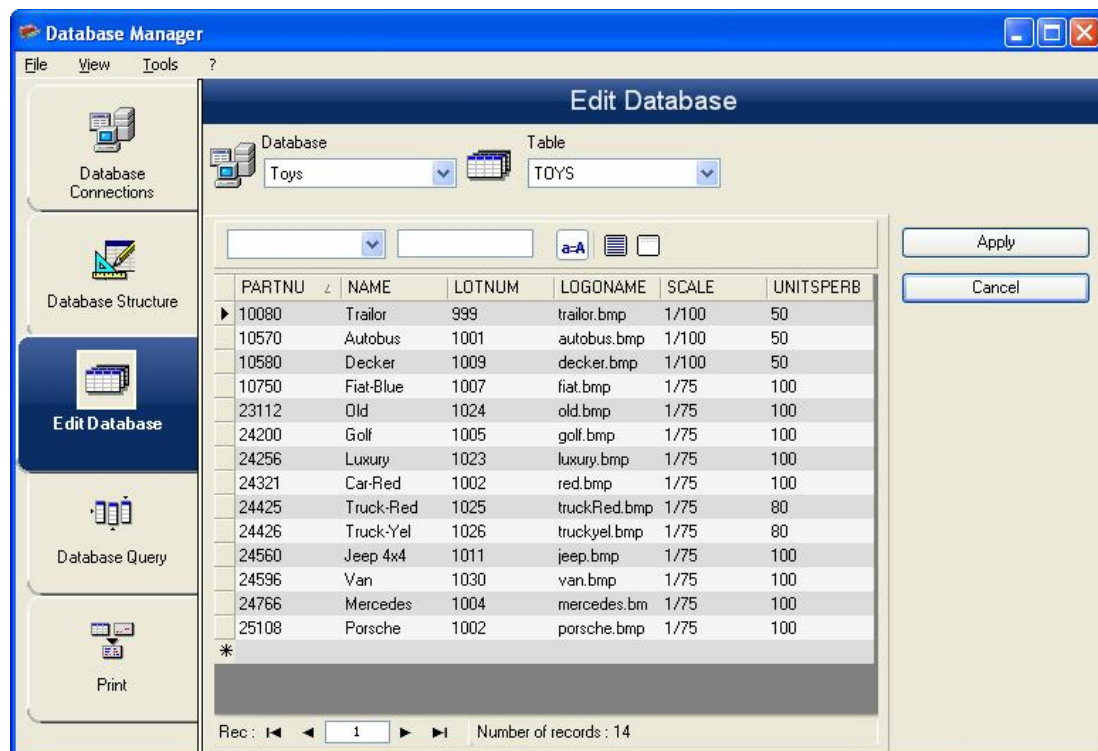 Database Manager
File View Tools ?
Database Connections
Database Structure
Edit Database
Database Query
Print
Edit Database
Database
Toys
Table
TOYS
a=A
Apply
Cancel
PARTNU NAME LOTNUM LOGONAME SCALE UNITSPERB
10080 Trailor 999 trailor.bmp 1/100 50
10570 Autobus 1001 autobus.bmp 1/100 50
10580 Decker 1009 decker.bmp 1/100 50
10750 Fiat-Blue 1007 fiat.bmp 1/75 100
23112 Old 1024 old.bmp 1/75 100
24200 Golf 1005 golf.bmp 1/75 100
24256 Luxury 1023 luxury.bmp 1/75 100
24321 Car-Red 1002 red.bmp 1/75 100
24425 Truck-Red 1025 truckRed.bmp 1/75 80
24426 Truck-Yel 1026 truckyel.bmp 1/75 80
24560 Jeep 4x4 1011 jeep.bmp 1/75 100
24596 Van 1030 van.bmp 1/75 100
24766 Mercedes 1004 mercedes.bm 1/75 100
25108 Porsche 1002 porsche.bmp 1/75 100
Rec : 1 Number of records : 14